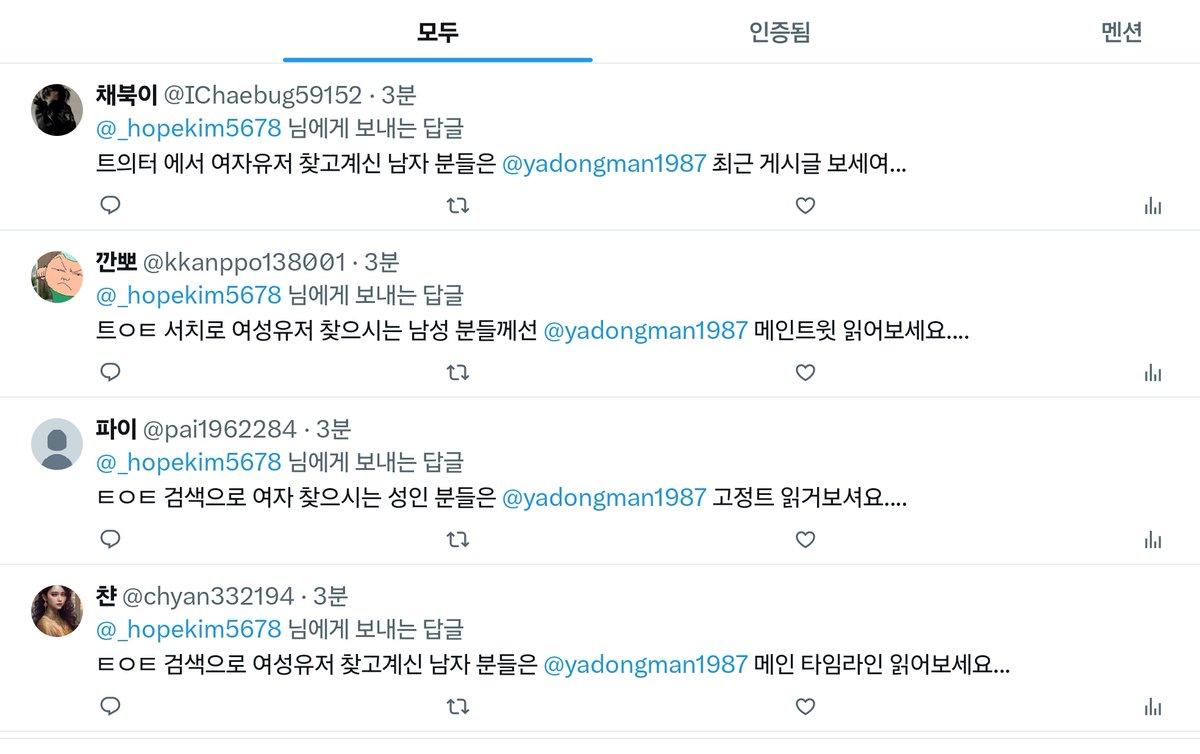 모두
인증됨
멘션
채북이 @IChaebug59152 · 3분
@_hopekim5678 님에게 보내는 답글
트의터 에서 여자유저 찾고계신 남자 분들은 @yadongman1987 최근 게시글 보세여...
깐뽀 @kkanppo138001 · 3분
@_hopekim5678 님에게 보내는 답글
트ㅇㅌ 서치로 여성유저 찾으시는 남성 분들께선 @yadongman1987 메인트윗 읽어보세요....
파이 @pai1962284 · 3분
@_hopekim5678 님에게 보내는 답글
ㅌㅇㅌ 검색으로 여자 찾으시는 성인 분들은 @yadongman1987 고정트 읽거보셔요....
챤 @chyan332194 · 3분
@_hopekim5678 님에게 보내는 답글
ㅌㅇㅌ 검색으로 여성유저 찾고계신 남자 분들은 @yadongman1987 메인 타임라인 읽어보세요...